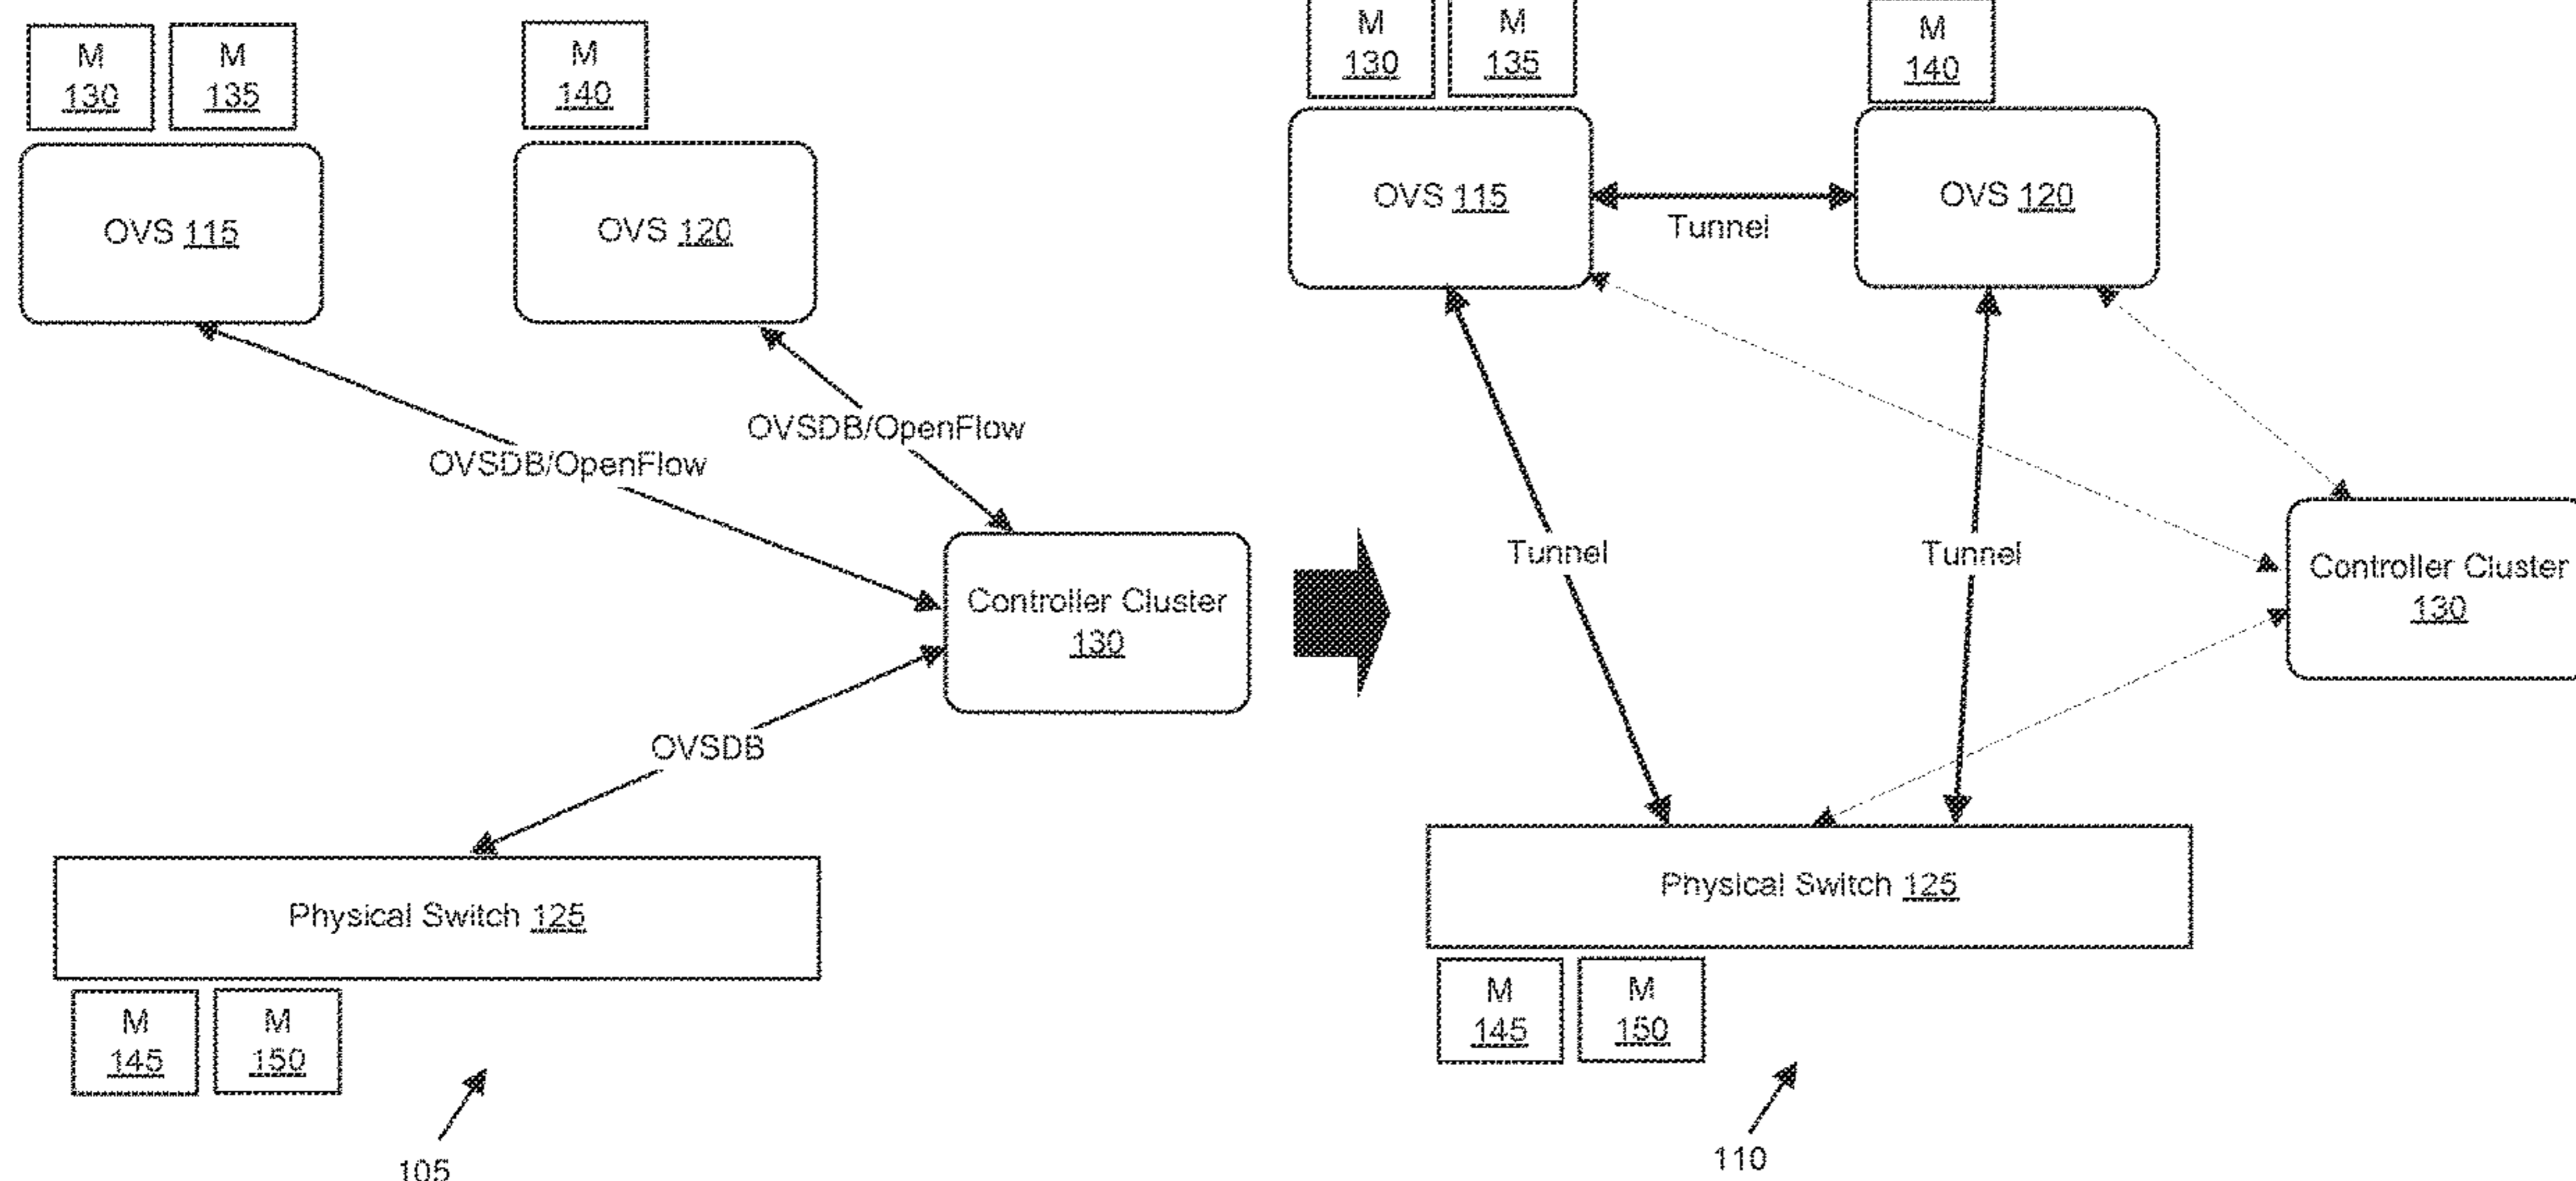 M
130
M
135
M
140
OVS 115
OVS 120
OVSDB/OpenFlow
OVSDB/OpenFlow
Controller Cluster
130
OVSDB
Physical Switch 125
M
145
M
150
105
M
130
M
135
M
140
OVS 115
Tunnel
OVS 120
Tunnel
Tunnel
Controller Cluster
130
Physical Switch 125
M
145
M
150
110